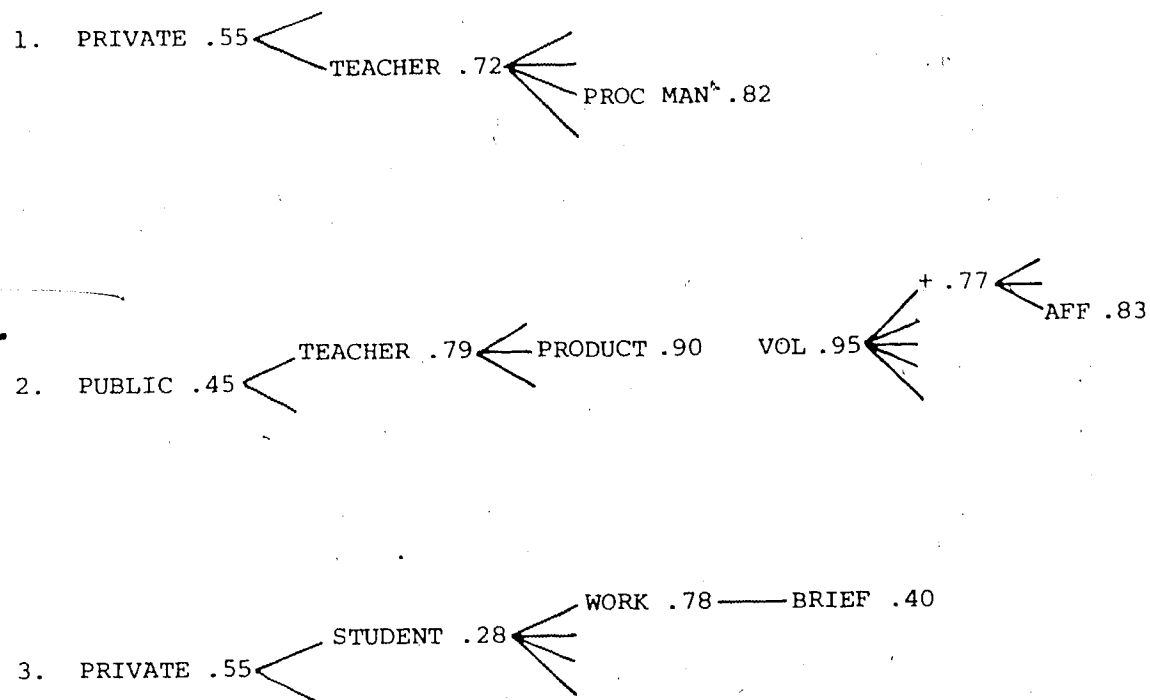 1. PRIVATE .55
TEACHER .72
PROC MAN .82
+ .77
AFF .83
TEACHER .79 PRODUCT .90 VOL .95
2. PUBLIC .45
WORK .78 BRIEF .40
STUDENT .28
3. PRIVATE .55